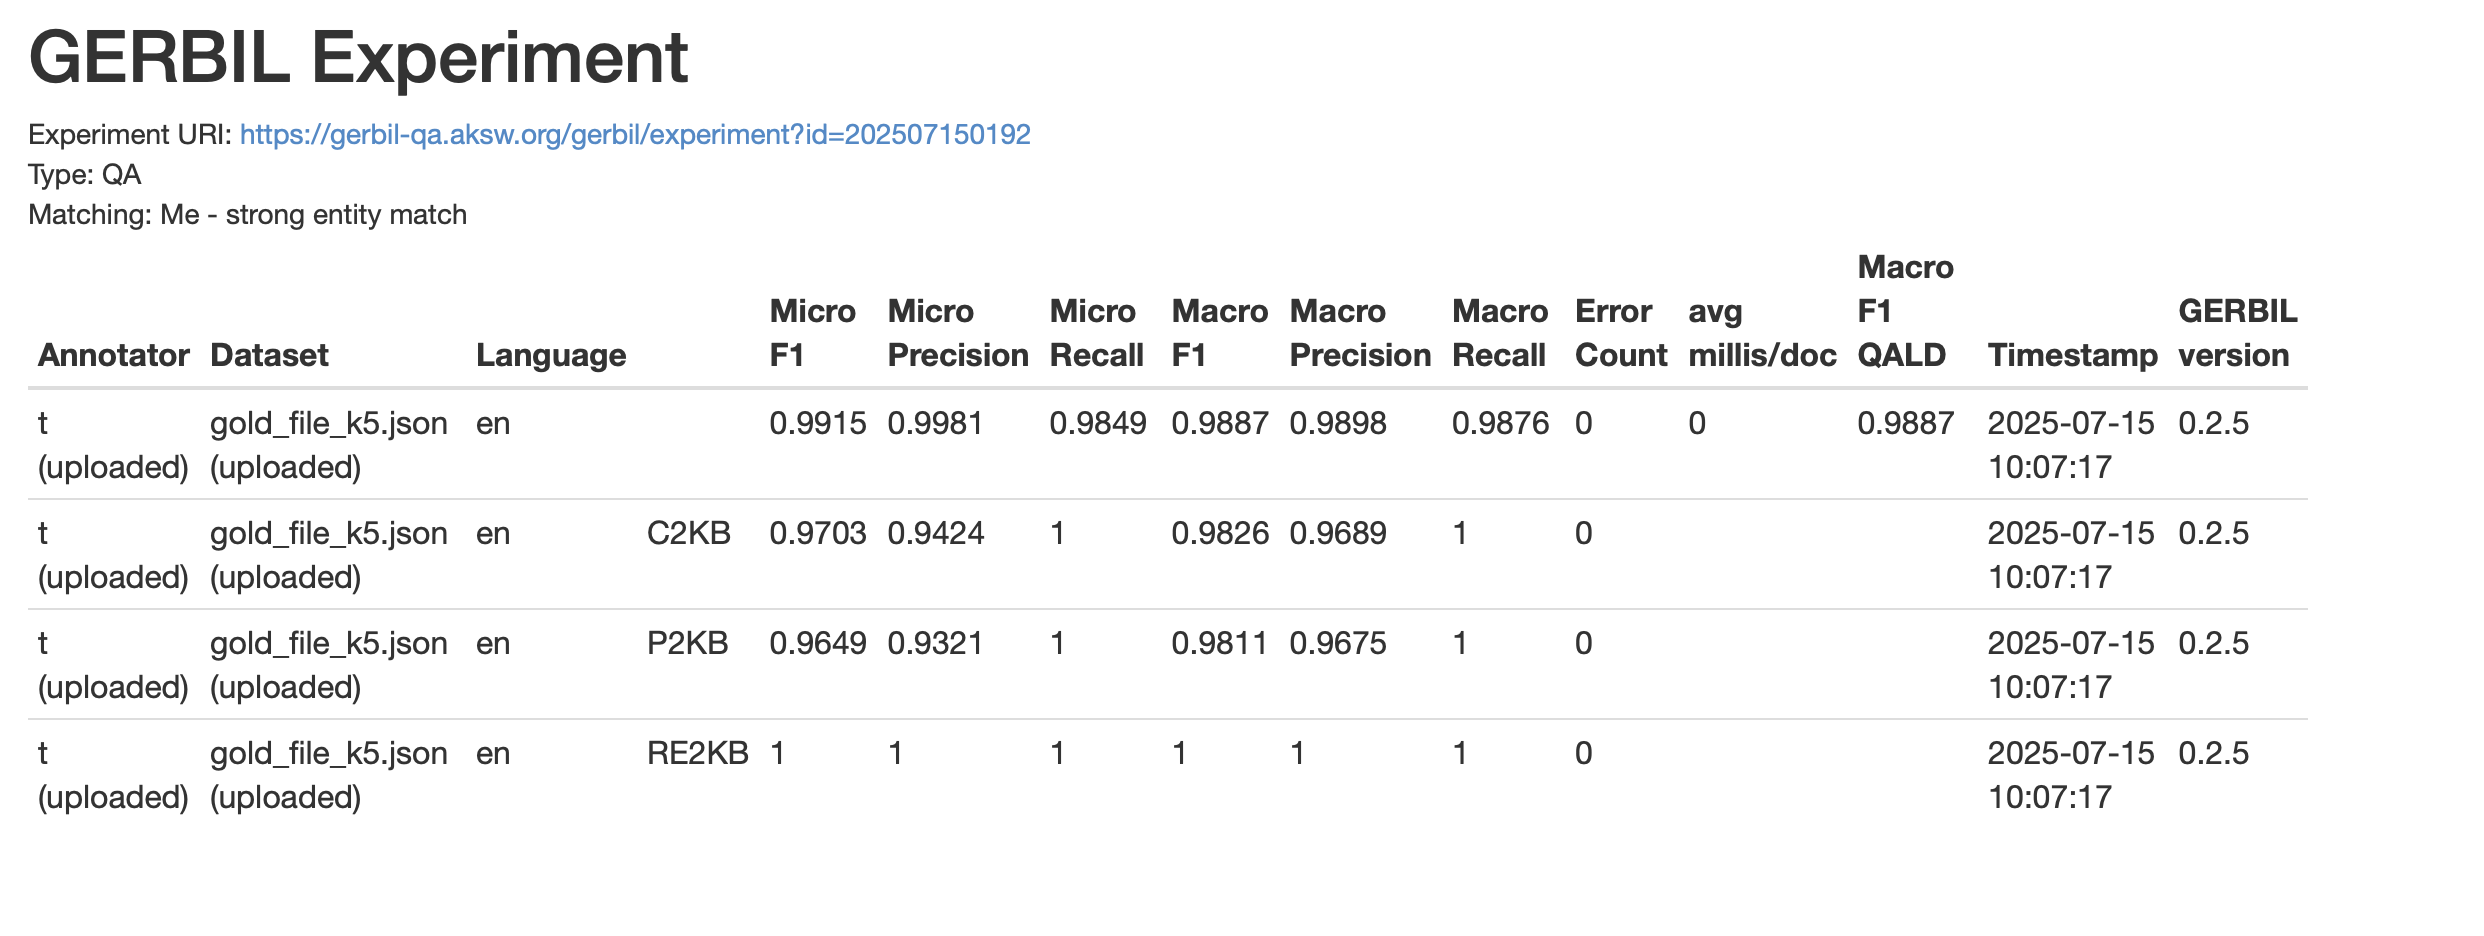 GERBIL Experiment
Experiment URI: https://gerbil-qa.aksw.org/gerbil/experiment?id=202507150192
Type: QA
Matching: Me - strong entity match
Annotator Dataset Language Micro F1 Micro Precision Micro Recall Macro F1 Macro Precision Macro Recall Error Count avg millis/doc Macro F1 QALD Timestamp GERBIL version
t (uploaded) gold_file_k5.json (uploaded) en 0.9915 0.9981 0.9849 0.9887 0.9898 0.9876 0 0 0.9887 2025-07-15 10:07:17 0.2.5
t (uploaded) gold_file_k5.json (uploaded) en C2KB 0.9703 0.9424 1 0.9826 0.9689 1 0 2025-07-15 10:07:17 0.2.5
t (uploaded) gold_file_k5.json (uploaded) en P2KB 0.9649 0.9321 1 0.9811 0.9675 1 0 2025-07-15 10:07:17 0.2.5
t (uploaded) gold_file_k5.json (uploaded) en RE2KB 1 1 1 1 1 1 0 2025-07-15 10:07:17 0.2.5